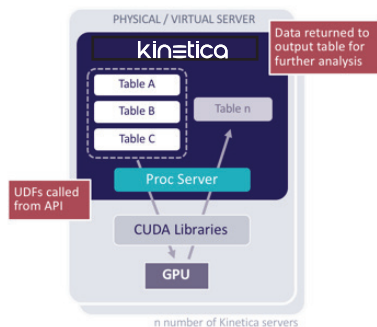 PHYSICAL / VIRTUAL SERVER
kinetica
Data returned to
output table for
further analysis
Table A
Table B
Table C
Table n
Proc Server
UDFs called
from API
CUDA Libraries
GPU
n number of Kinetica servers